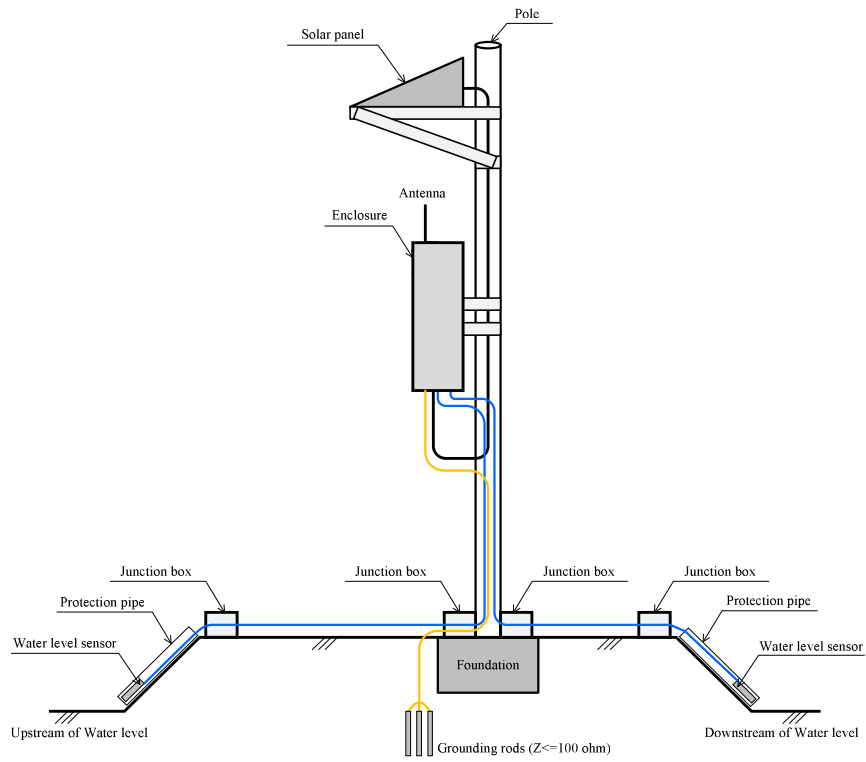 Pole
Solar panel
Antenna
Enclosure
Junction box
Junction box
Junction box
Junction box
Protection pipe
Protection pipe
Water level sensor
Water level sensor
Foundation
Upstream of Water level
Downstream of Water level
Grounding rods (Z<=100 ohm)